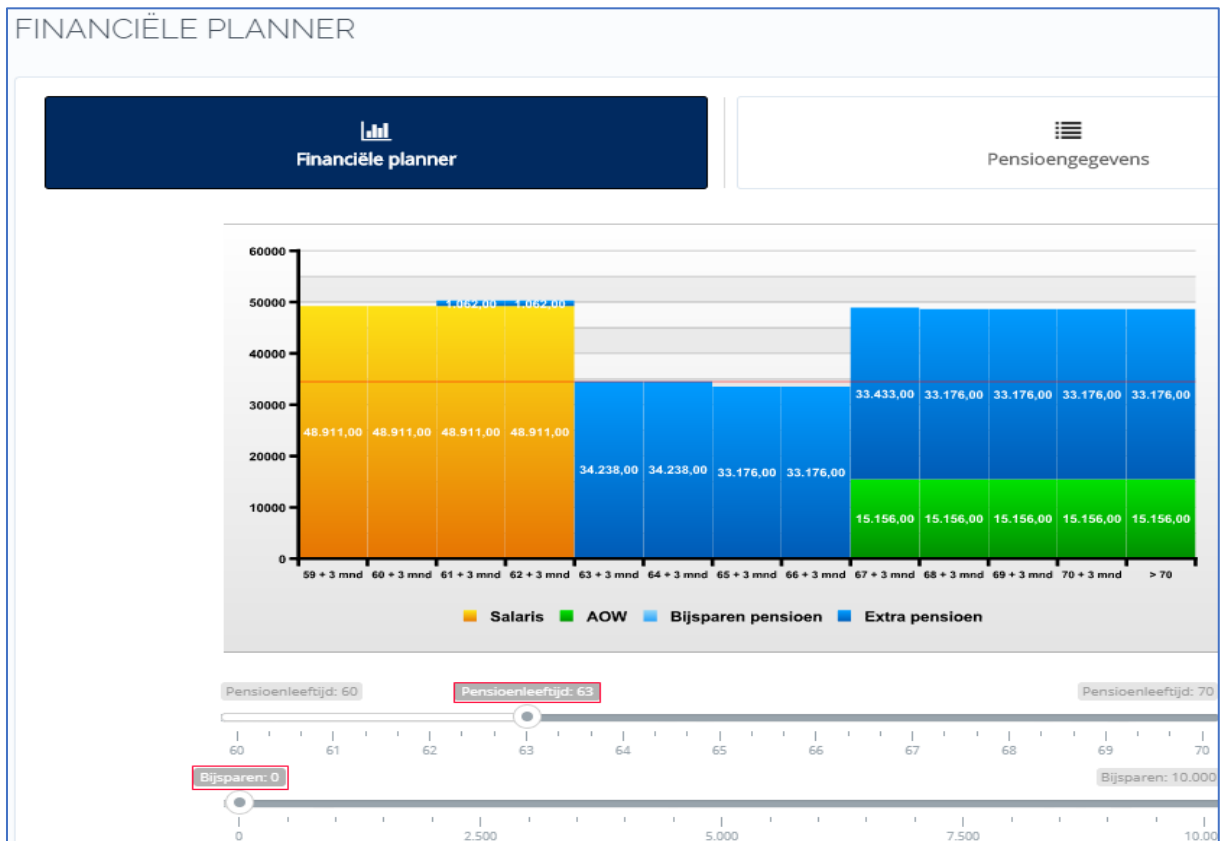 FINANCIËLE PLANNER
Financiële planner
Pensioengegevens
60000
50000
40000
30000
20000
10000
0
1.062,00 1.062,00
48.911,00 48.911,00 48.911,00 48.911,00
34.238,00 34.238,00 33.176,00 33.176,00
33.433,00 33.176,00 33.176,00 33.176,00 33.176,00
15.156,00 15.156,00 15.156,00 15.156,00 15.156,00
59 + 3 mnd 60 + 3 mnd 61 + 3 mnd 62 + 3 mnd 63 + 3 mnd 64 + 3 mnd 65 + 3 mnd 66 + 3 mnd 67 + 3 mnd 68 + 3 mnd 69 + 3 mnd 70 + 3 mnd > 70
Salaris AOW Bijsparen pensioen Extra pensioen
Pensioenleeftijd: 60 Pensioenleeftijd: 63 Pensioenleeftijd: 70
60 61 62 63 64 65 66 67 68 69 70
Bijsparen: 0 Bijsparen: 10.000
0 2.500 5.000 7.500 10.00